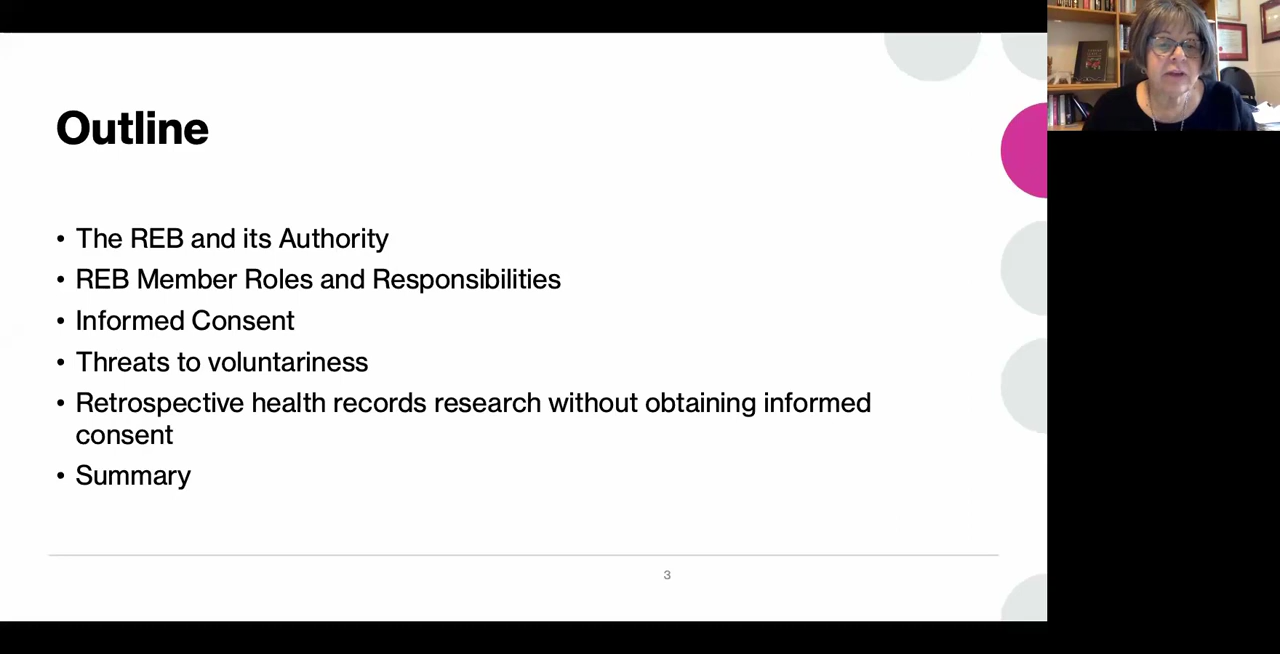 Outline
• The REB and its Authority
• REB Member Roles and Responsibilities
• Informed Consent
• Threats to voluntariness
• Retrospective health records research without obtaining informed
consent
• Summary
3